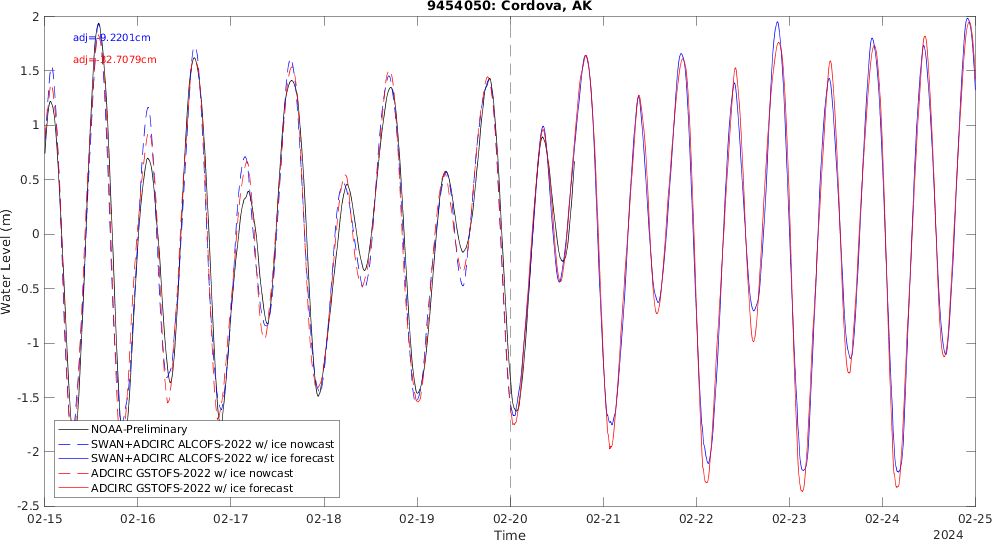 9454050: Cordova, AK
adj=-9.2201cm
adj=-12.7079cm
2
1.5
1
0.5
0
-0.5
-1
-1.5
-2
-2.5
Water Level (m)
NOAA-Preliminary
SWAN+ADCIRC ALCOFS-2022 w/ ice nowcast
SWAN+ADCIRC ALCOFS-2022 w/ ice forecast
ADCIRC GSTOFS-2022 w/ ice nowcast
ADCIRC GSTOFS-2022 w/ ice forecast
02-15 02-16 02-17 02-18 02-19 02-20 02-21 02-22 02-23 02-24 02-25
Time
2024